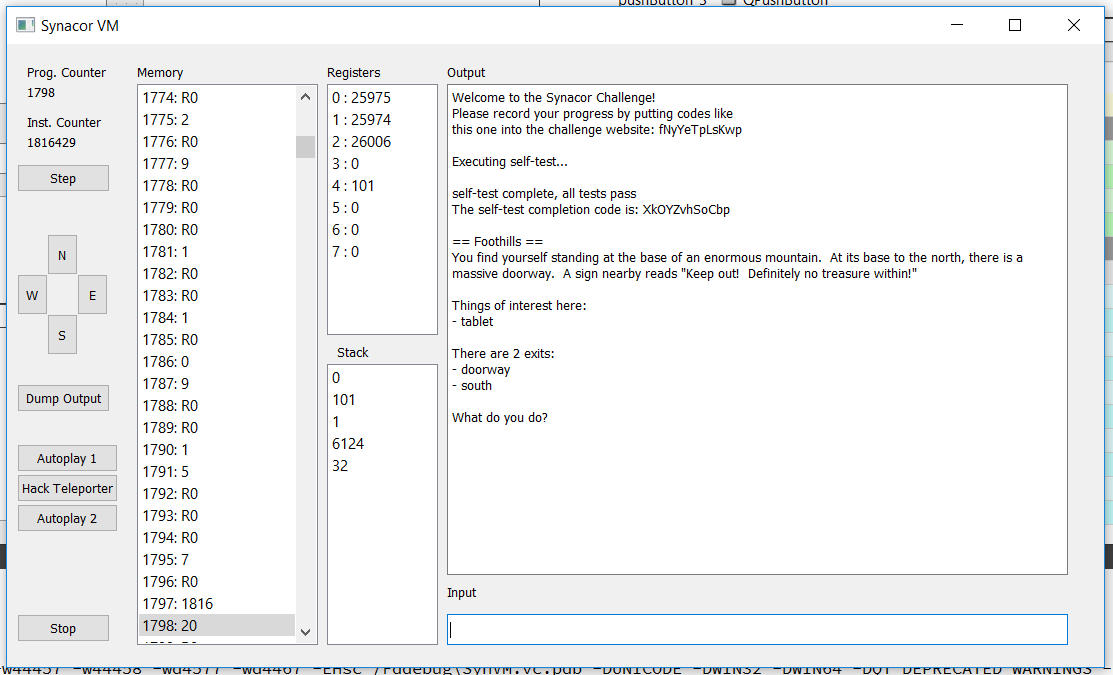 pushButton_3 QPushButton
Synacor VM
Prog. Counter
1798
Inst. Counter
1816429
Step
N
W
E
S
Dump Output
Autoplay 1
Hack Teleporter
Autoplay 2
Stop
Memory
1774: R0
1775: 2
1776: R0
1777: 9
1778: R0
1779: R0
1780: R0
1781: 1
1782: R0
1783: R0
1784: 1
1785: R0
1786: 0
1787: 9
1788: R0
1789: R0
1790: 1
1791: 5
1792: R0
1793: R0
1794: R0
1795: 7
1796: R0
1797: 1816
1798: 20
Registers
0 : 25975
1 : 25974
2 : 26006
3 : 0
4 : 101
5 : 0
6 : 0
7 : 0
Stack
0
101
1
6124
32
Output
Welcome to the Synacor Challenge!
Please record your progress by putting codes like
this one into the challenge website: fNyYeTpLsKwp
Executing self-test...
self-test complete, all tests pass
The self-test completion code is: XkOYZvhSoCbp
== Foothills ==
You find yourself standing at the base of an enormous mountain.  At its base to the north, there is a
massive doorway.  A sign nearby reads "Keep out!  Definitely no treasure within!"
Things of interest here:
- tablet
There are 2 exits:
- doorway
- south
What do you do?
Input
-w44457 -w44458 -wd4577 -wd4467 -EHsc /Fddebug\SynVM.vc.pdb -DUNICODE -DWIN32 -DWIN64 -DQT_DEPRECATED_WARNINGS